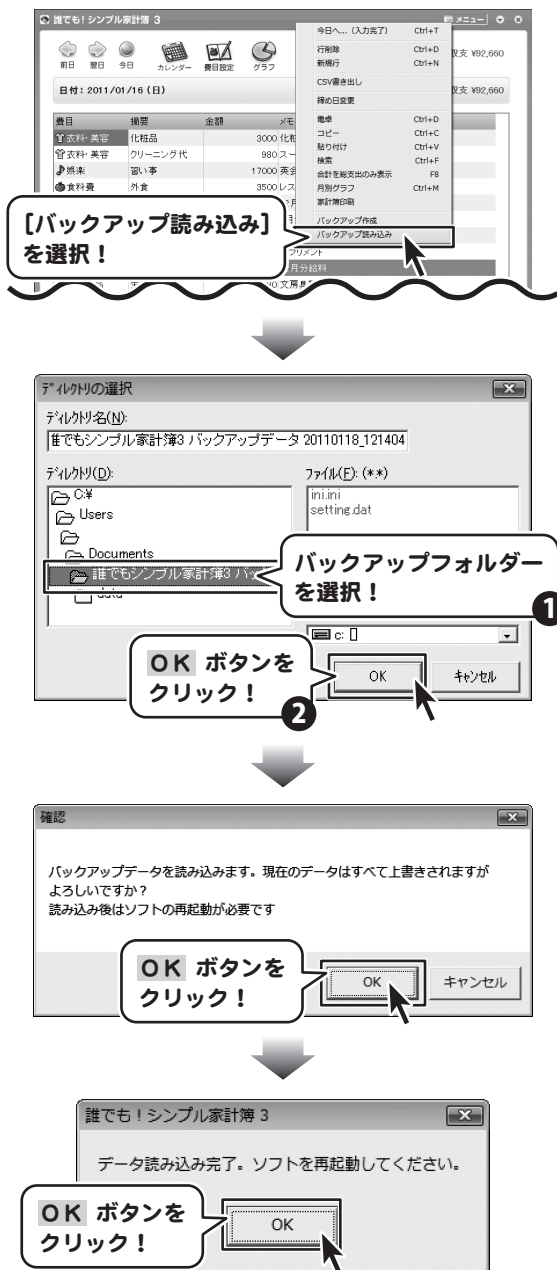 誰でも!シンプル家計簿 3
メニュー
前日 翌日 今日 カレンダー 費目設定 グラフ
収支 ¥92,660
日付:2011/01/16(日)
収支 ¥92,660
今日へ...(入力完了) Ctrl+T
行削除 Ctrl+D
新規行 Ctrl+N
CSV書き出し
締め日変更
電卓 Ctrl+D
コピー Ctrl+C
貼り付け Ctrl+V
検索 Ctrl+F
合計を総支出のみ表示 F8
月別グラフ Ctrl+M
家計簿印刷
バックアップ作成
バックアップ読み込み
費目 摘要 金額 メモ
衣料・美容 化粧品 3000
衣料・美容 クリーニング代 980
娯楽 習い事 17000
食料費 外食 3500
[バックアップ読み込み]
を選択!
ディレクトリの選択
ディレクトリ名(N):
誰でもシンプル家計簿3 バックアップデータ 20110118_121404
ディレクトリ(D):
C:¥
Users
Documents
誰でもシンプル家計簿3
data
ファイル(F): (*.*)
ini.ini
setting.dat
バックアップフォルダー
を選択!
1
c: []
OK ボタンを
クリック!
2
OK
キャンセル
確認
バックアップデータを読み込みます。現在のデータはすべて上書きされますが
よろしいですか?
読み込み後はソフトの再起動が必要です
OK ボタンを
クリック!
OK
キャンセル
誰でも!シンプル家計簿 3
データ読み込み完了。ソフトを再起動してください。
OK ボタンを
クリック!
OK